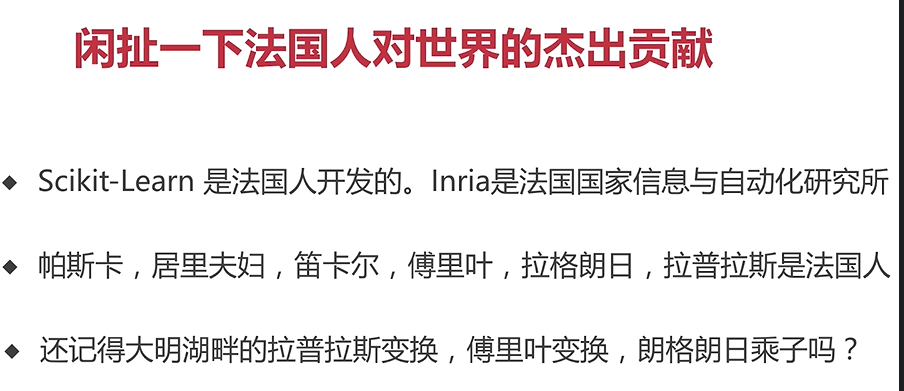 闲扯一下法国人对世界的杰出贡献
◆ Scikit-Learn 是法国人开发的。Inria是法国国家信息与自动化研究所
◆ 帕斯卡，居里夫妇，笛卡尔，傅里叶，拉格朗日，拉普拉斯是法国人
◆ 还记得大明湖畔的拉普拉斯变换，傅里叶变换，朗格朗日乘子吗？